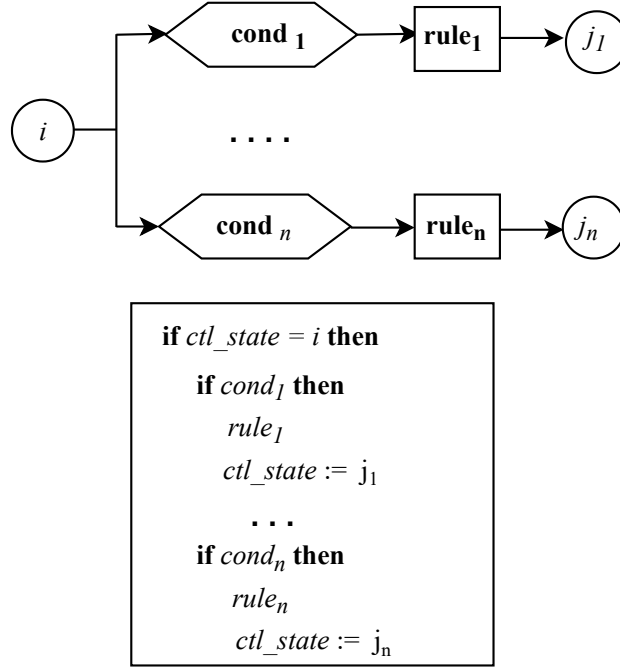 cond 1 rule1 j1
i
. . . .
cond n rulen jn
if ctl_state = i then
if cond1 then
rule1
ctl_state := j1
. . .
if condn then
rulen
ctl_state := jn